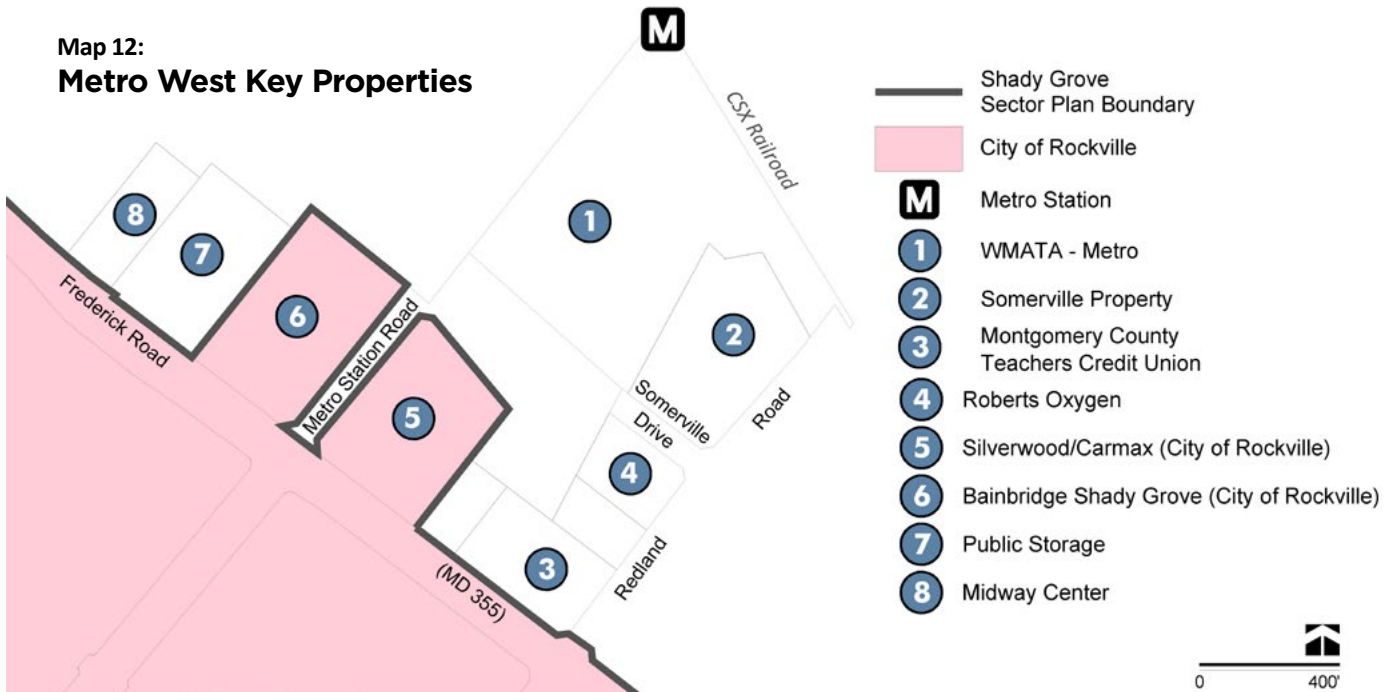 Map 12:
Metro West Key Properties
M
CSX Railroad
1
8
7
6
Frederick Road
Metro Station Road
5
2
Somerville
Drive
Road
4
3
Redland
(MD 355)
Shady Grove
Sector Plan Boundary
City of Rockville
M Metro Station
1 WMATA - Metro
2 Somerville Property
3 Montgomery County
Teachers Credit Union
4 Roberts Oxygen
5 Silverwood/Carmax (City of Rockville)
6 Bainbridge Shady Grove (City of Rockville)
7 Public Storage
8 Midway Center
0 400'